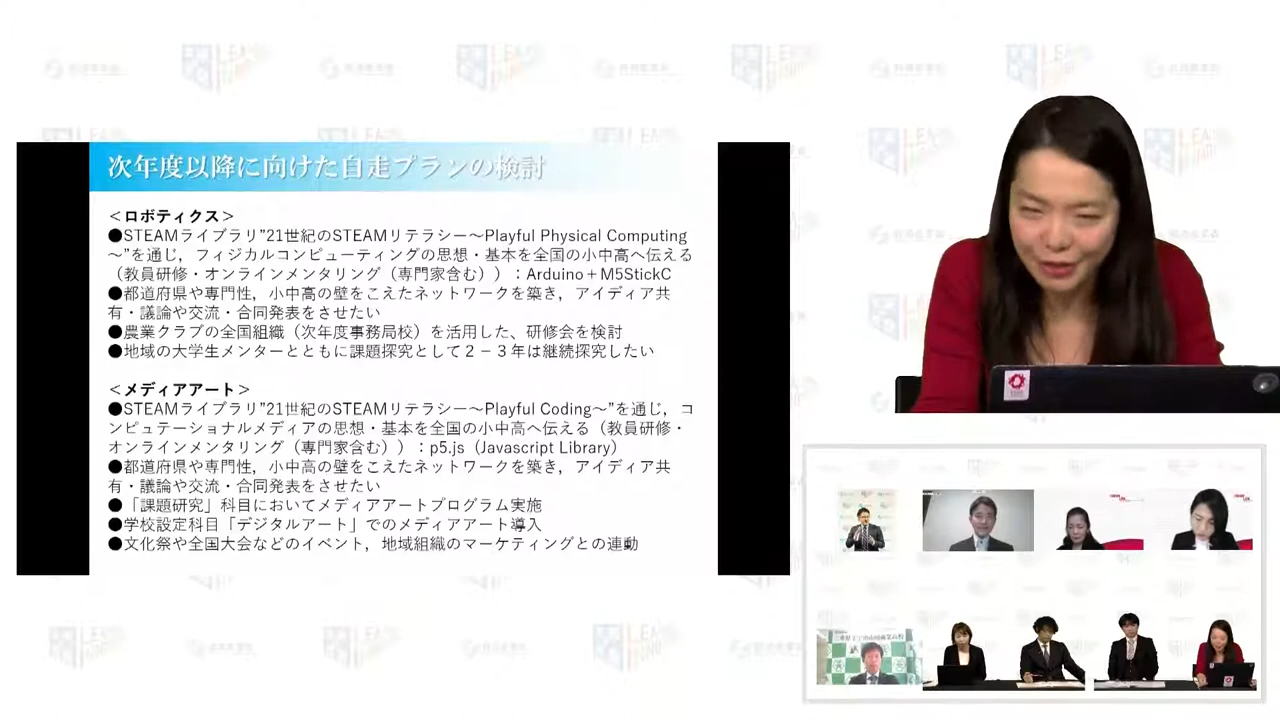 次年度以降に向けた自走プランの検討
＜ロボティクス＞
●STEAMライブラリ”21世紀のSTEAMリテラシー～Playful Physical Computing
～”を通じ，フィジカルコンピューティングの思想・基本を全国の小中高へ伝える
（教員研修・オンラインメンタリング（専門家含む））：Arduino＋M5StickC
●都道府県や専門性，小中高の壁をこえたネットワークを築き，アイディア共
有・議論や交流・合同発表をさせたい
●農業クラブの全国組織（次年度事務局校）を活用した、研修会を検討
●地域の大学生メンターとともに課題探究として２－３年は継続探究したい
＜メディアアート＞
●STEAMライブラリ”21世紀のSTEAMリテラシー～Playful Coding～”を通じ，コ
ンピュテーショナルメディアの思想・基本を全国の小中高へ伝える（教員研修・
オンラインメンタリング（専門家含む））：p5.js（Javascript Library）
●都道府県や専門性，小中高の壁をこえたネットワークを築き，アイディア共
有・議論や交流・合同発表をさせたい
●「課題研究」科目においてメディアアートプログラム実施
●学校設定科目「デジタルアート」でのメディアアート導入
●文化祭や全国大会などのイベント，地域組織のマーケティングとの連動